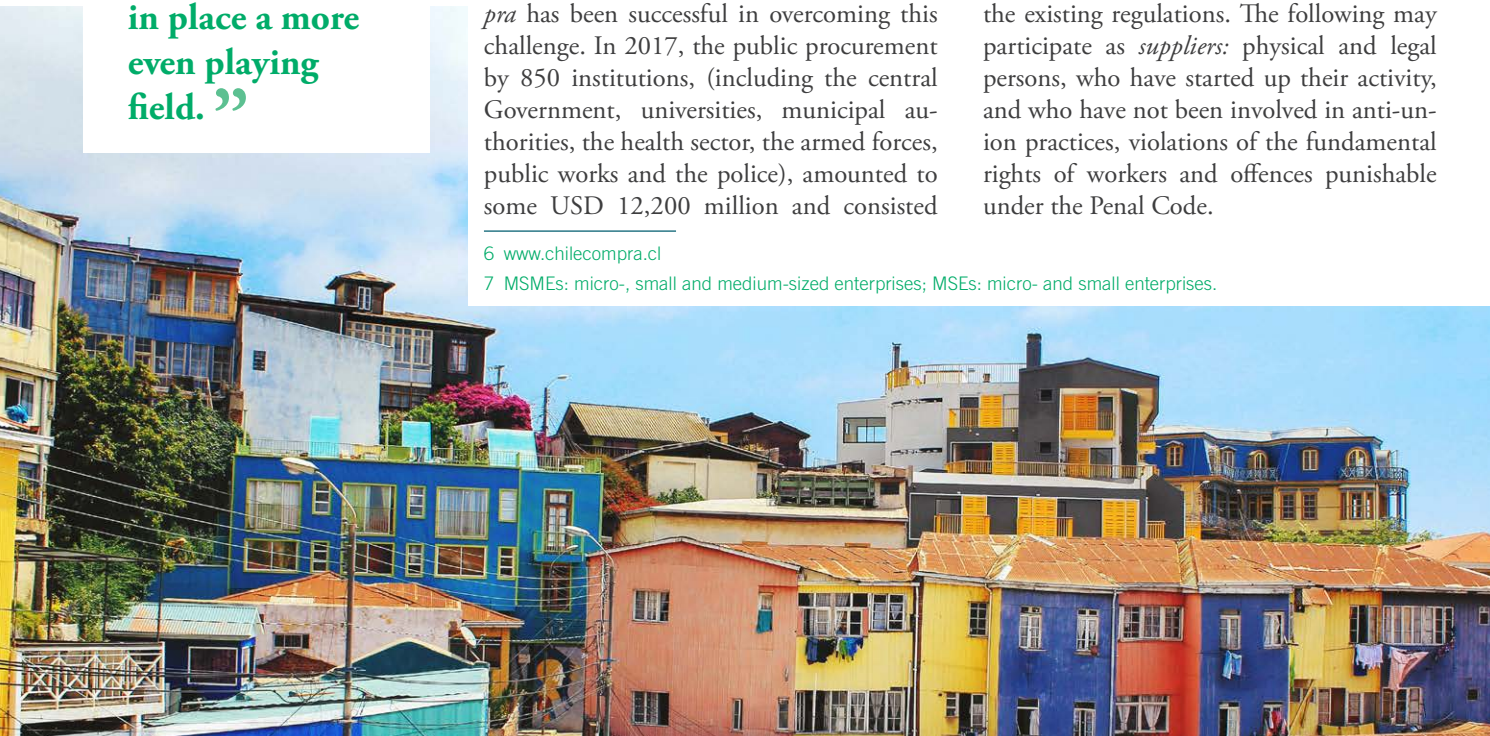 in place a more
even playing
field. ”
pra has been successful in overcoming this
challenge. In 2017, the public procurement
by 850 institutions, (including the central
Government, universities, municipal au-
thorities, the health sector, the armed forces,
public works and the police), amounted to
some USD 12,200 million and consisted
the existing regulations. The following may
participate as suppliers: physical and legal
persons, who have started up their activity,
and who have not been involved in anti-un-
ion practices, violations of the fundamental
rights of workers and offences punishable
under the Penal Code.
6 www.chilecompra.cl
7 MSMEs: micro-, small and medium-sized enterprises; MSEs: micro- and small enterprises.